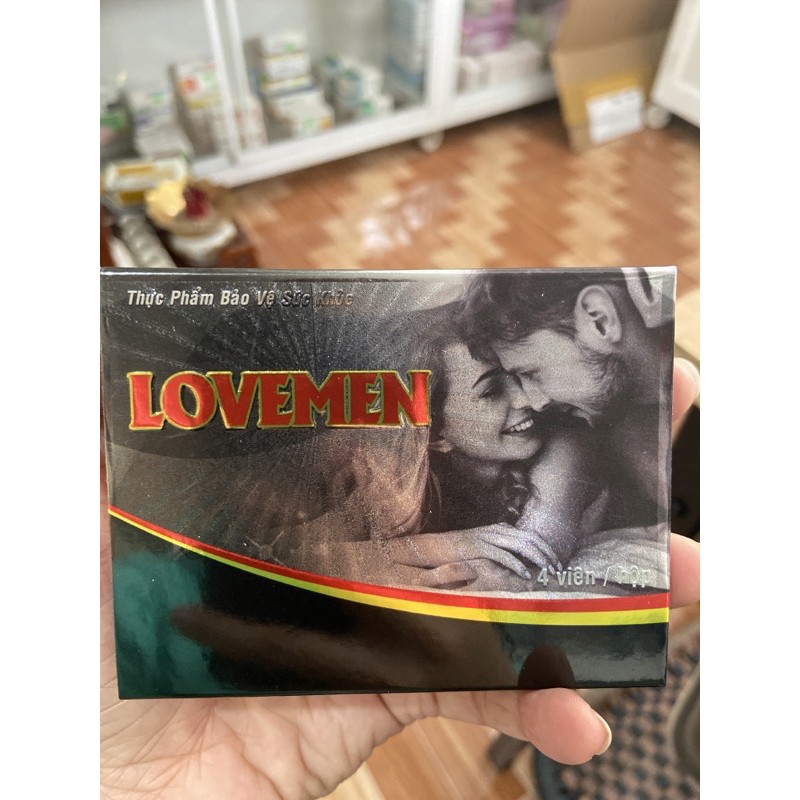 Thực Phẩm Bảo Vệ Sức Khỏe
LOVEMEN
4 viên / hộp